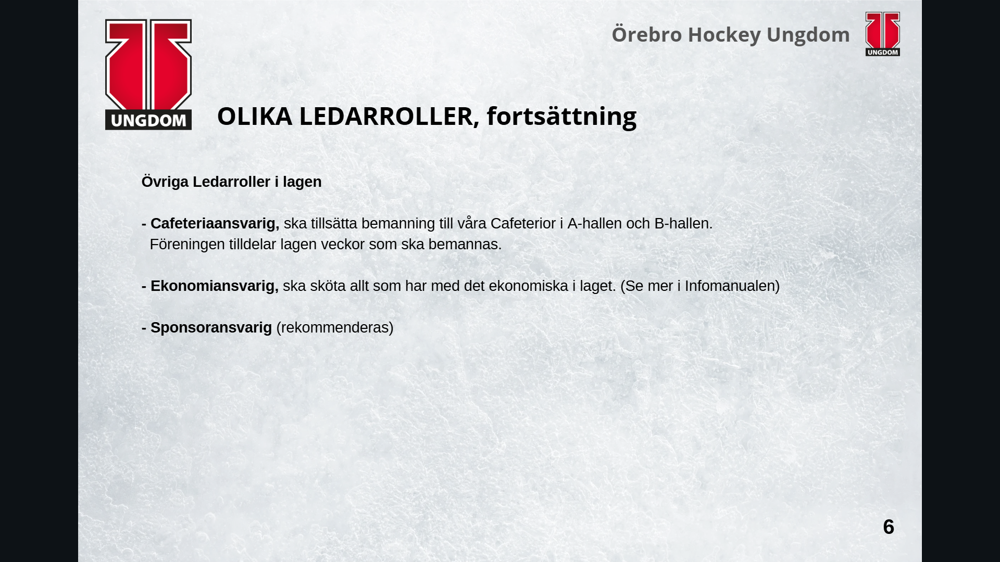 Örebro Hockey Ungdom
UNGDOM
UNGDOM
OLIKA LEDARROLLER, fortsättning
Övriga Ledarroller i lagen
- Cafeteriaansvarig, ska tillsätta bemanning till våra Cafeterior i A-hallen och B-hallen.
Föreningen tilldelar lagen veckor som ska bemannas.
- Ekonomiansvarig, ska sköta allt som har med det ekonomiska i laget. (Se mer i Infomanualen)
- Sponsoransvarig (rekommenderas)
6